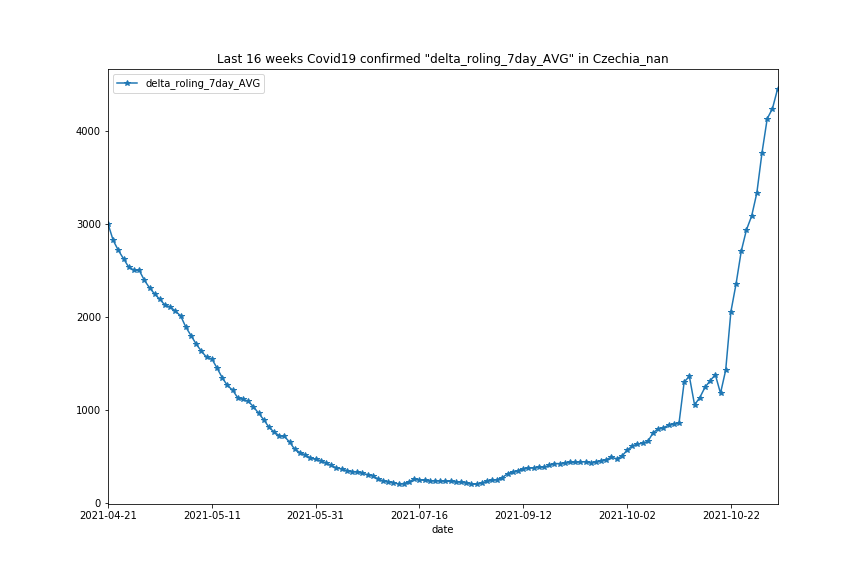 Last 16 weeks Covid19 confirmed "delta_roling_7day_AVG" in Czechia_nan
delta_roling_7day_AVG
4000
3000
2000
1000
0
2021-04-21 2021-05-11 2021-05-31 2021-07-16 2021-09-12 2021-10-02 2021-10-22
date